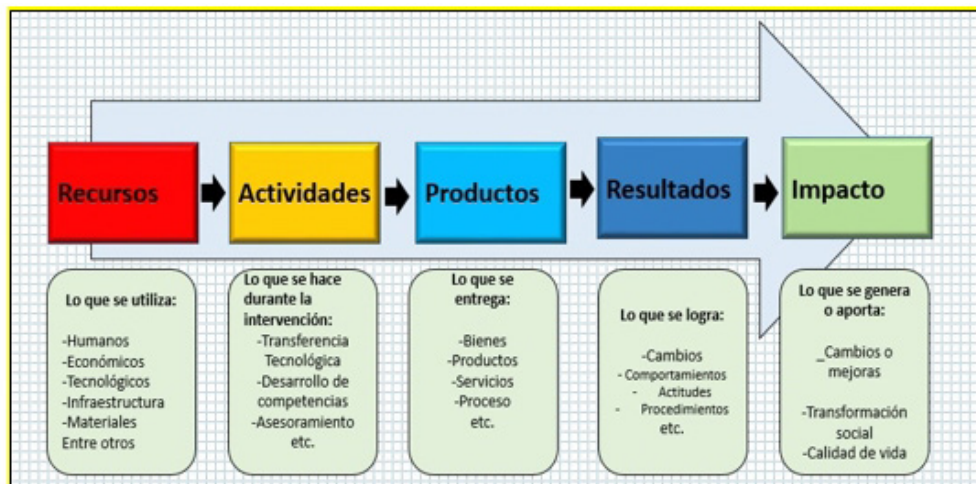 Recursos
Actividades
Productos
Resultados
Impacto
Lo que se utiliza:
-Humanos
-Económicos
-Tecnológicos
-Infraestructura
-Materiales
Entre otros
Lo que se hace
durante la
intervención:
-Transferencia
Tecnológica
-Desarrollo de
competencias
-Asesoramiento
etc.
Lo que se
entrega:
-Bienes
-Productos
-Servicios
-Proceso
etc.
Lo que se logra:
-Cambios
- Comportamientos
- Actitudes
- Procedimientos
etc.
Lo que se genera
o aporta:
_Cambios o
mejoras
-Transformación
social
-Calidad de vida